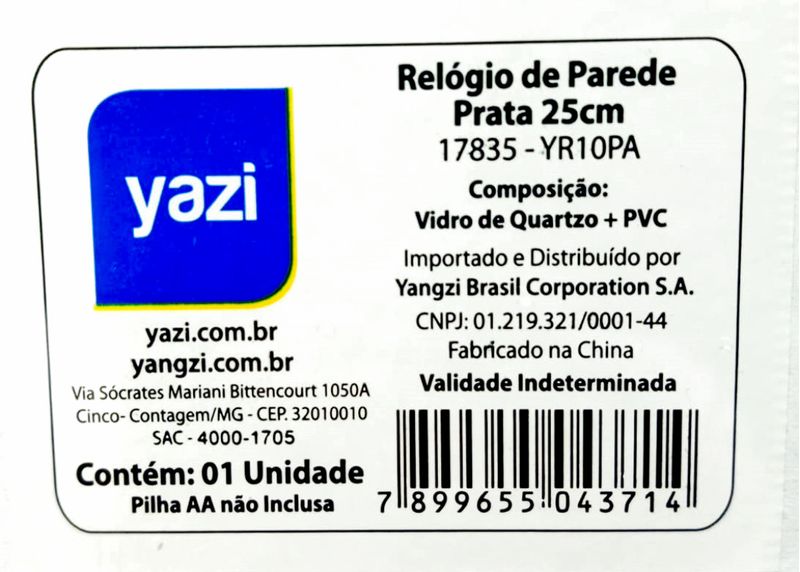 yazi
yazi.com.br
yangzi.com.br
Via Sócrates Mariani Bittencourt 1050A
Cinco- Contagem/MG - CEP. 32010010
SAC - 4000-1705
Contém: 01 Unidade
Pilha AA não Inclusa
Relógio de Parede
Prata 25cm
17835 - YR10PA
Composição:
Vidro de Quartzo + PVC
Importado e Distribuído por
Yangzi Brasil Corporation S.A.
CNPJ: 01.219.321/0001-44
Fabricado na China
Validade Indeterminada
7 899655 043714